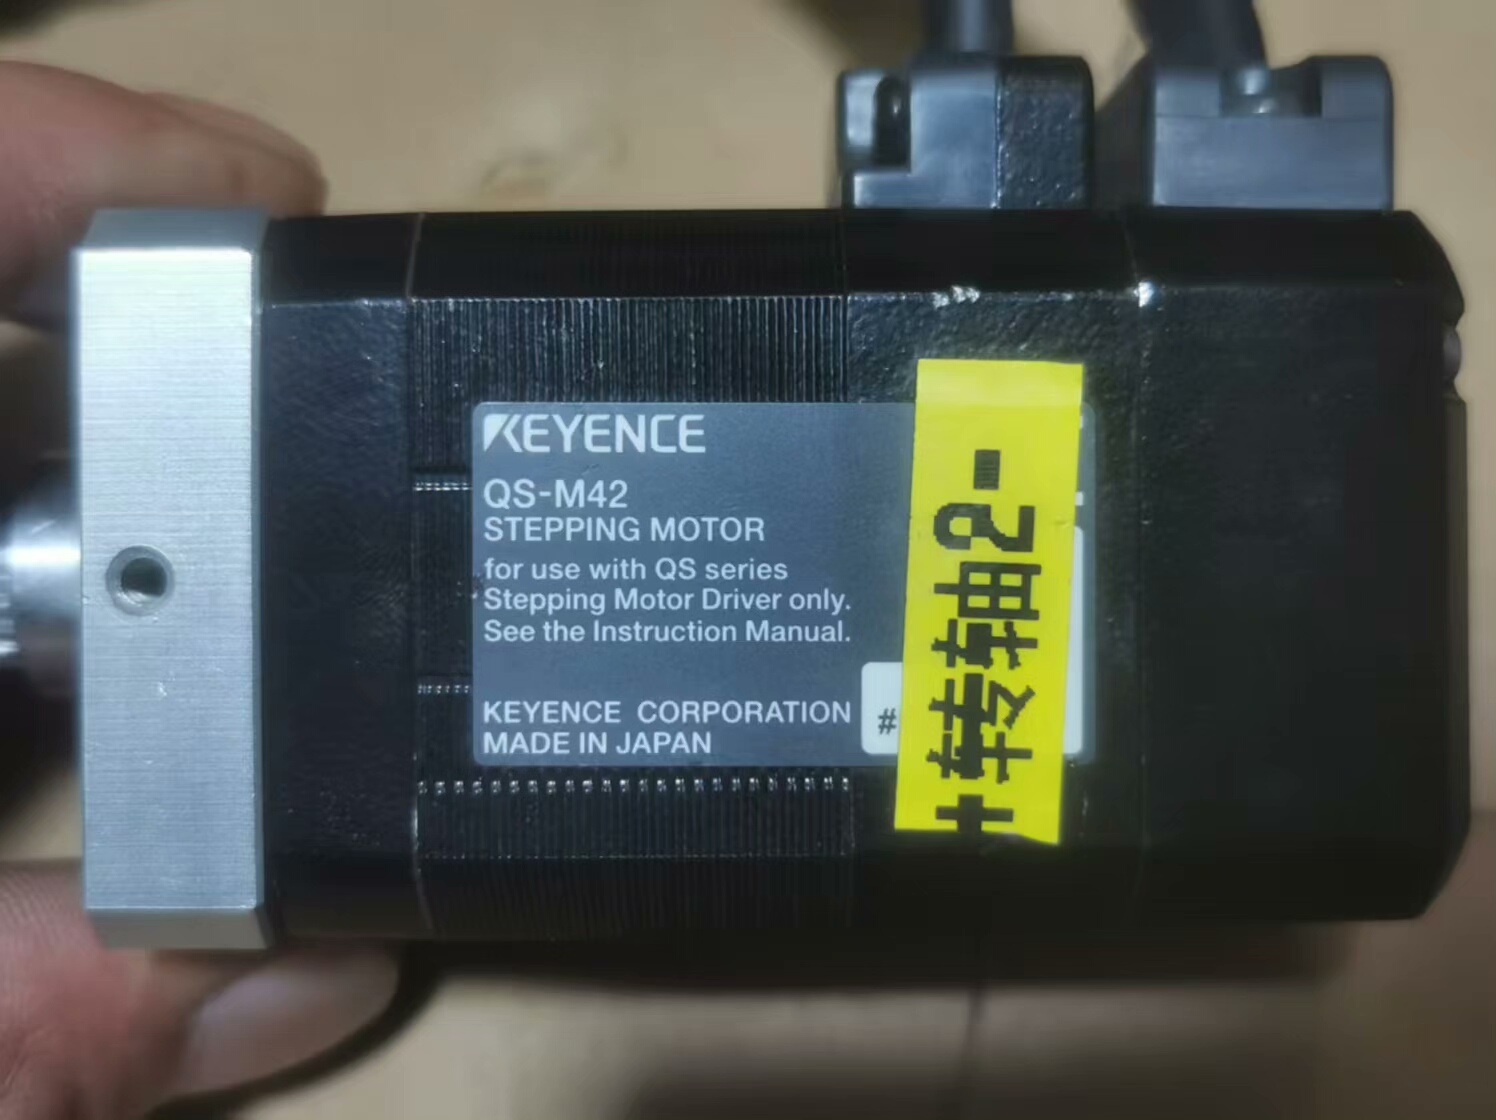 KEYENCE
QS-M42
STEPPING MOTOR
for use with QS series
Stepping Motor Driver only.
See the Instruction Manual.
KEYENCE CORPORATION
MADE IN JAPAN
#
+转轴2-